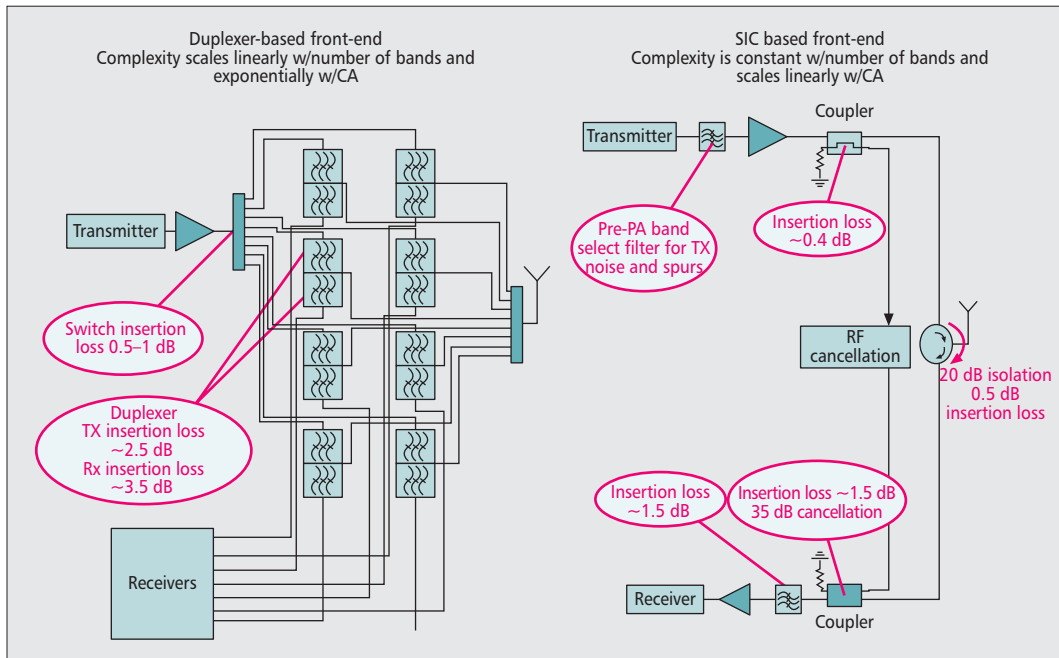 Duplexer-based front-end
Complexity scales linearly w/number of bands and
exponentially w/CA
Transmitter
Switch insertion
loss 0.5–1 dB
Duplexer
TX insertion loss
~2.5 dB
Rx insertion loss
~3.5 dB
Receivers
SIC based front-end
Complexity is constant w/number of bands and
scales linearly w/CA
Coupler
Transmitter
Pre-PA band
select filter for TX
noise and spurs
Insertion loss
~0.4 dB
RF
cancellation
20 dB isolation
0.5 dB
insertion loss
Insertion loss
~1.5 dB
Insertion loss ~1.5 dB
35 dB cancellation
Receiver
Coupler